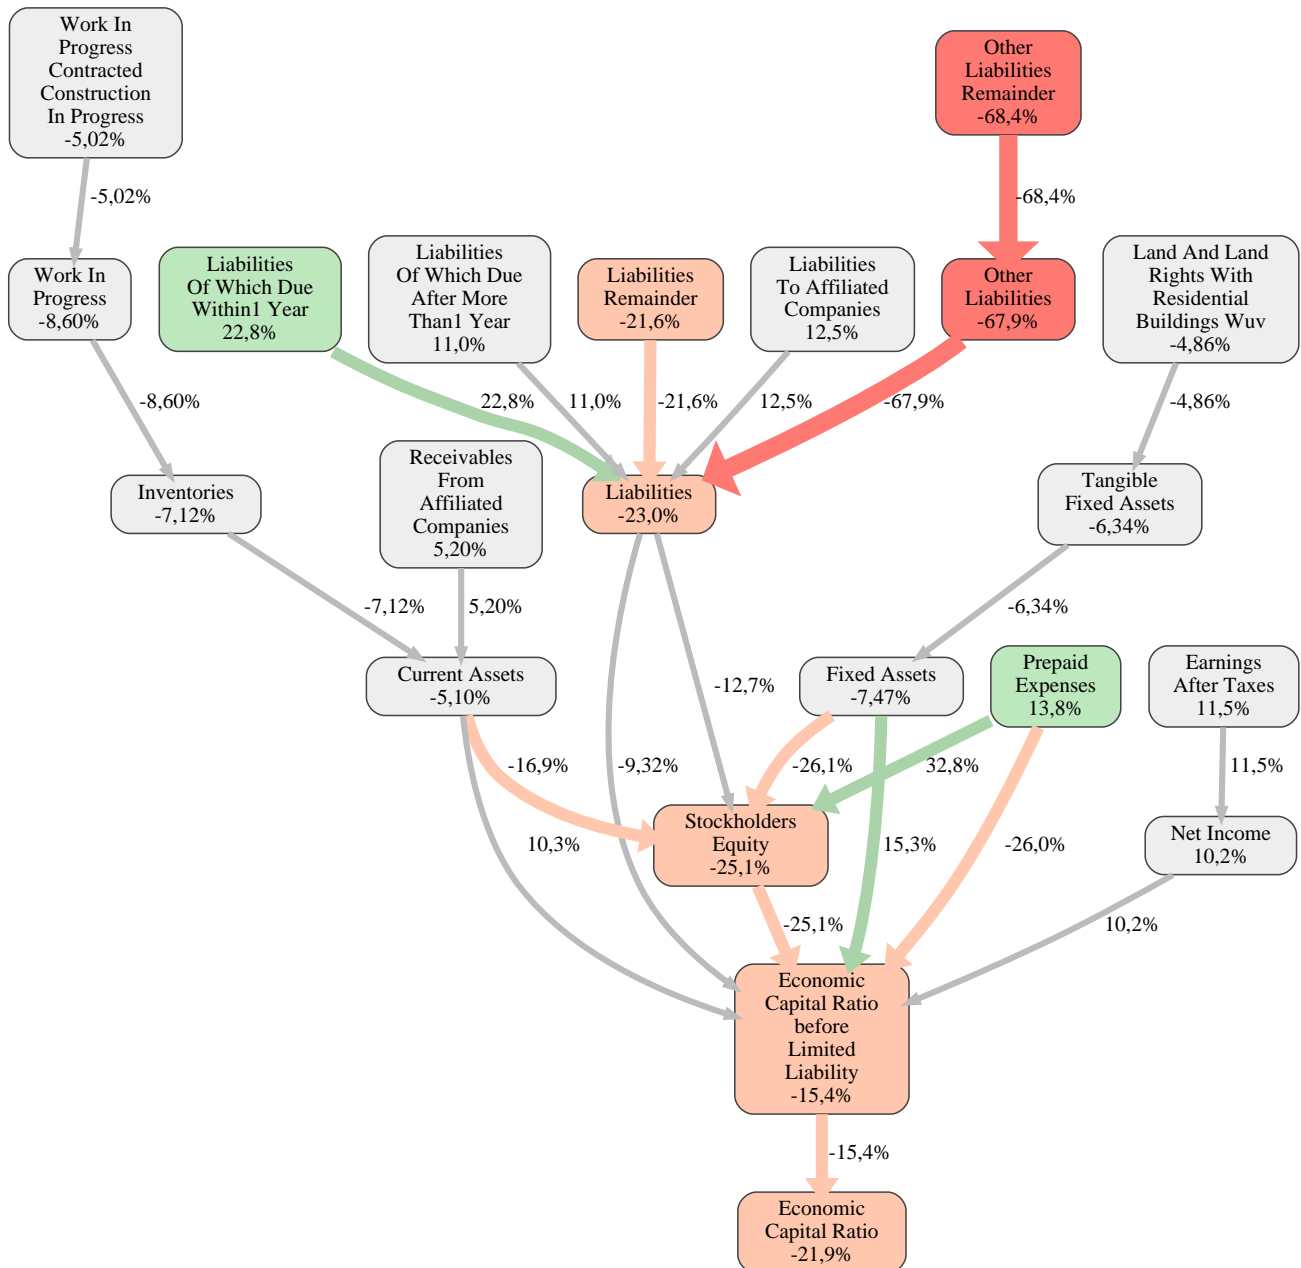 Work In
Progress
Contracted
Construction
In Progress
-5,02%
Other
Liabilities
Remainder
-68,4%
-5,02%
-68,4%
Work In
Progress
-8,60%
Liabilities
Of Which Due
Within1 Year
22,8%
Liabilities
Of Which Due
After More
Than1 Year
11,0%
Liabilities
Remainder
-21,6%
Liabilities
To Affiliated
Companies
12,5%
Other
Liabilities
-67,9%
Land And Land
Rights With
Residential
Buildings Wuv
-4,86%
-8,60%
22,8%
11,0%
-21,6%
12,5%
-67,9%
-4,86%
Inventories
-7,12%
Receivables
From
Affiliated
Companies
5,20%
Liabilities
-23,0%
Tangible
Fixed Assets
-6,34%
-7,12%
5,20%
-6,34%
Current Assets
-5,10%
-12,7%
Fixed Assets
-7,47%
Prepaid
Expenses
13,8%
Earnings
After Taxes
11,5%
-16,9%
-9,32%
-26,1%
32,8%
11,5%
10,3%
Stockholders
Equity
-25,1%
15,3%
-26,0%
Net Income
10,2%
-25,1%
10,2%
Economic
Capital Ratio
before
Limited
Liability
-15,4%
-15,4%
Economic
Capital Ratio
-21,9%